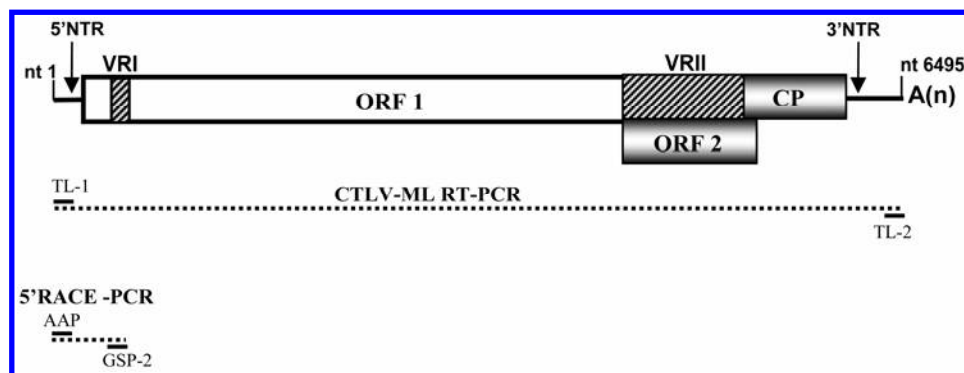 5'NTR
3'NTR
nt 1
VRI
VRII
nt 6495
ORF 1
CP
A(n)
ORF 2
TL-1
CTLV-ML RT-PCR
TL-2
5'RACE -PCR
AAP
GSP-2